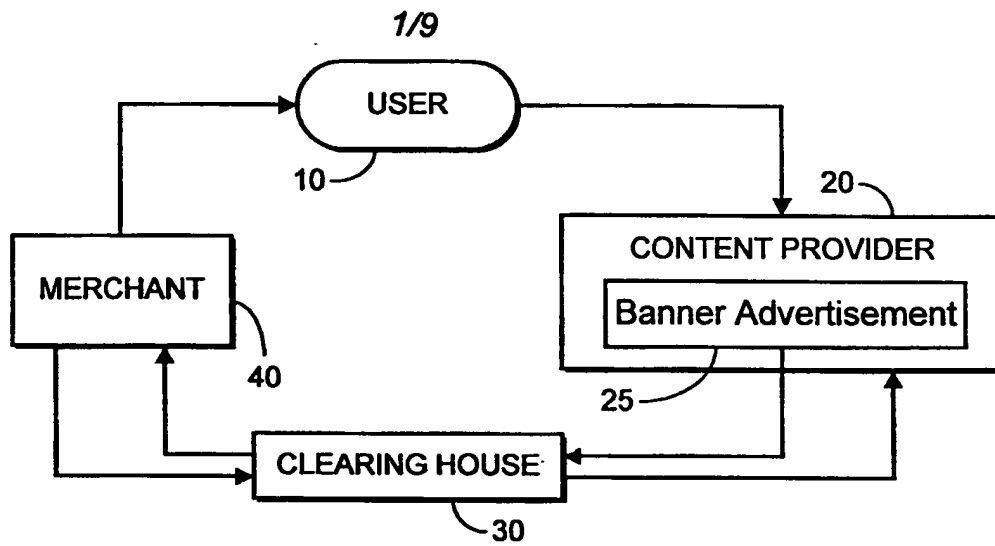 1/9
USER
10
20
CONTENT PROVIDER
MERCHANT
Banner Advertisement
40
25
CLEARING HOUSE
30